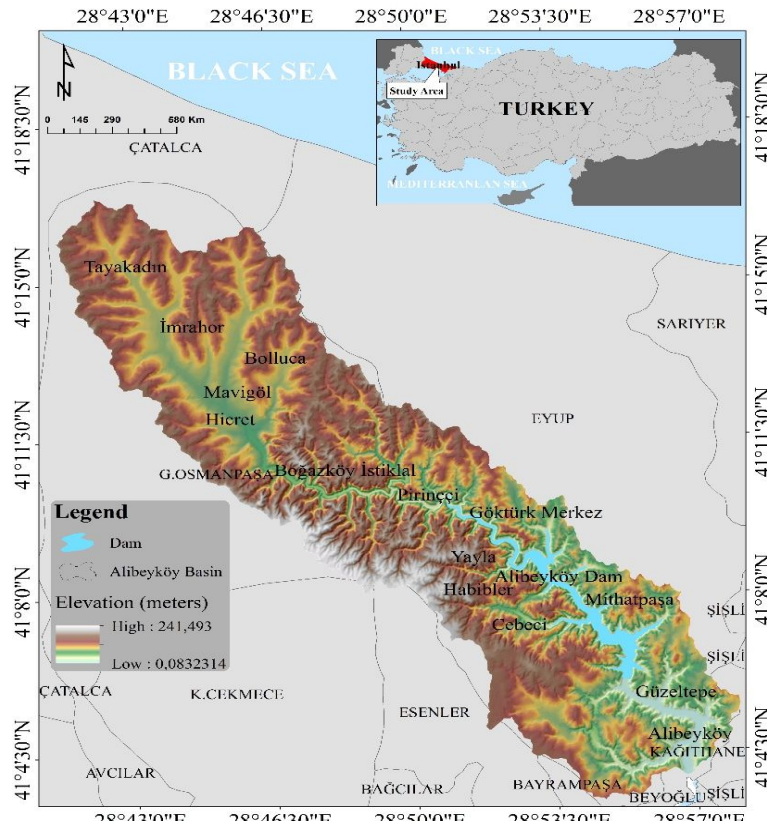 28°43'0"E 28°46'30"E 28°50'0"E 28°53'30"E 28°57'0"E
BLACK SEA
N
0 145 290 580 Km
BLACK SEA
Istanbul
Study Area
TURKEY
MEDITERRANLAN SEA
41°18'30"N
41°18'30"N
ÇATALCA
41°15'0"N
41°15'0"N
Tayakadın
İmrahor
SARIYER
Bolluca
Mavigöl
Hicret
EYUP
41°11'30"N
41°11'30"N
G.OSMANPAŞA
Boğazköy İstiklal
Pirinççi
Göktürk Merkez
Legend
Dam
Alibeyköy Basin
Elevation (meters)
High : 241,493
Low : 0,0832314
Yayla
Alibeyköy Dam
Habibler
Mithatpaşa
Cebeci
41°8'0"N
41°8'0"N
ŞİŞLİ
ŞİŞLİ
ÇATALCA
K.CEKMECE
ESENLER
Güzeltepe
Alibeyköy
KAĞITHANE
41°4'30"N
41°4'30"N
AVCILAR
BAĞCILAR
BAYRAMPAŞA
BEYOĞLU
ŞİŞLİ
28°43'0"E 28°46'30"E 28°50'0"E 28°53'30"E 28°57'0"E